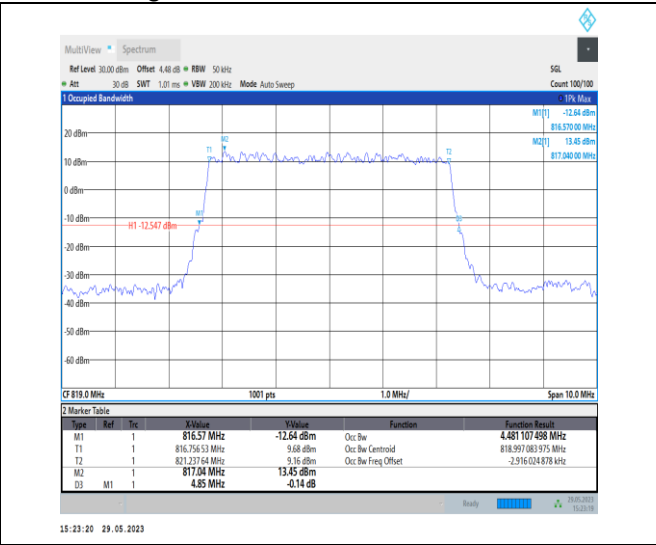 MultiView Spectrum
Ref Level 30.00 dBm Offset 4.48 dB RBW 50 kHz SGL
Att 30 dB SWT 1.01 ms VBW 200 kHz Mode Auto Sweep Count 100/100
1 Occupied Bandwidth 1Pk Max
M1[1] -12.64 dBm
816.570 00 MHz
M2[1] 13.45 dBm
817.040 00 MHz
20 dBm
M2
T1
T2
10 dBm
0 dBm
M1
-10 dBm
D3
H1 -12.547 dBm
-20 dBm
-30 dBm
-40 dBm
-50 dBm
-60 dBm
CF 819.0 MHz 1001 pts 1.0 MHz/ Span 10.0 MHz
2 Marker Table
Type Ref Trc X-Value Y-Value Function Function Result
M1 1 816.57 MHz -12.64 dBm Occ Bw 4.481 107 498 MHz
T1 1 816.756 53 MHz 9.68 dBm Occ Bw Centroid 818.997 083 975 MHz
T2 1 821.237 64 MHz 9.16 dBm Occ Bw Freq Offset -2.916 024 878 kHz
M2 1 817.04 MHz 13.45 dBm
D3 M1 1 4.85 MHz -0.14 dB
Ready 29.05.2023
15:23:19
15:23:20 29.05.2023